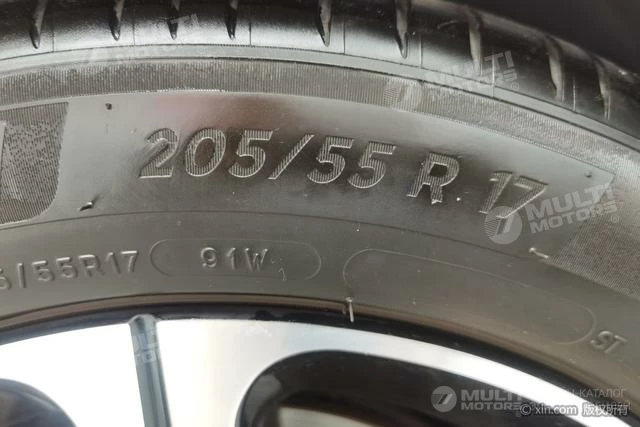 MULTI
MOTORS
205/55 R 17
MULTI
MOTORS
5/55R17
91W
ST
MULTI
MOTORS
Н-КАТАЛОГ
© xin.com 版权所有